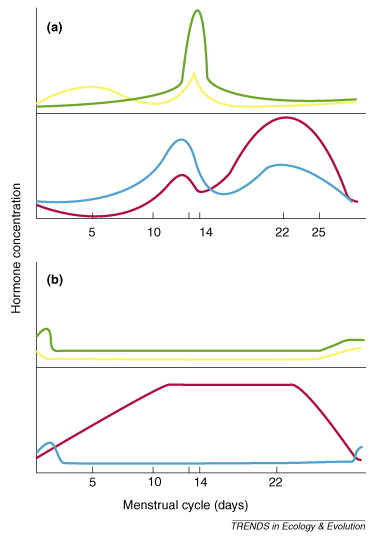 (a)
5 10 14 22 25
Hormone concentration
(b)
5 10 14 22
Menstrual cycle (days)
TRENDS in Ecology & Evolution